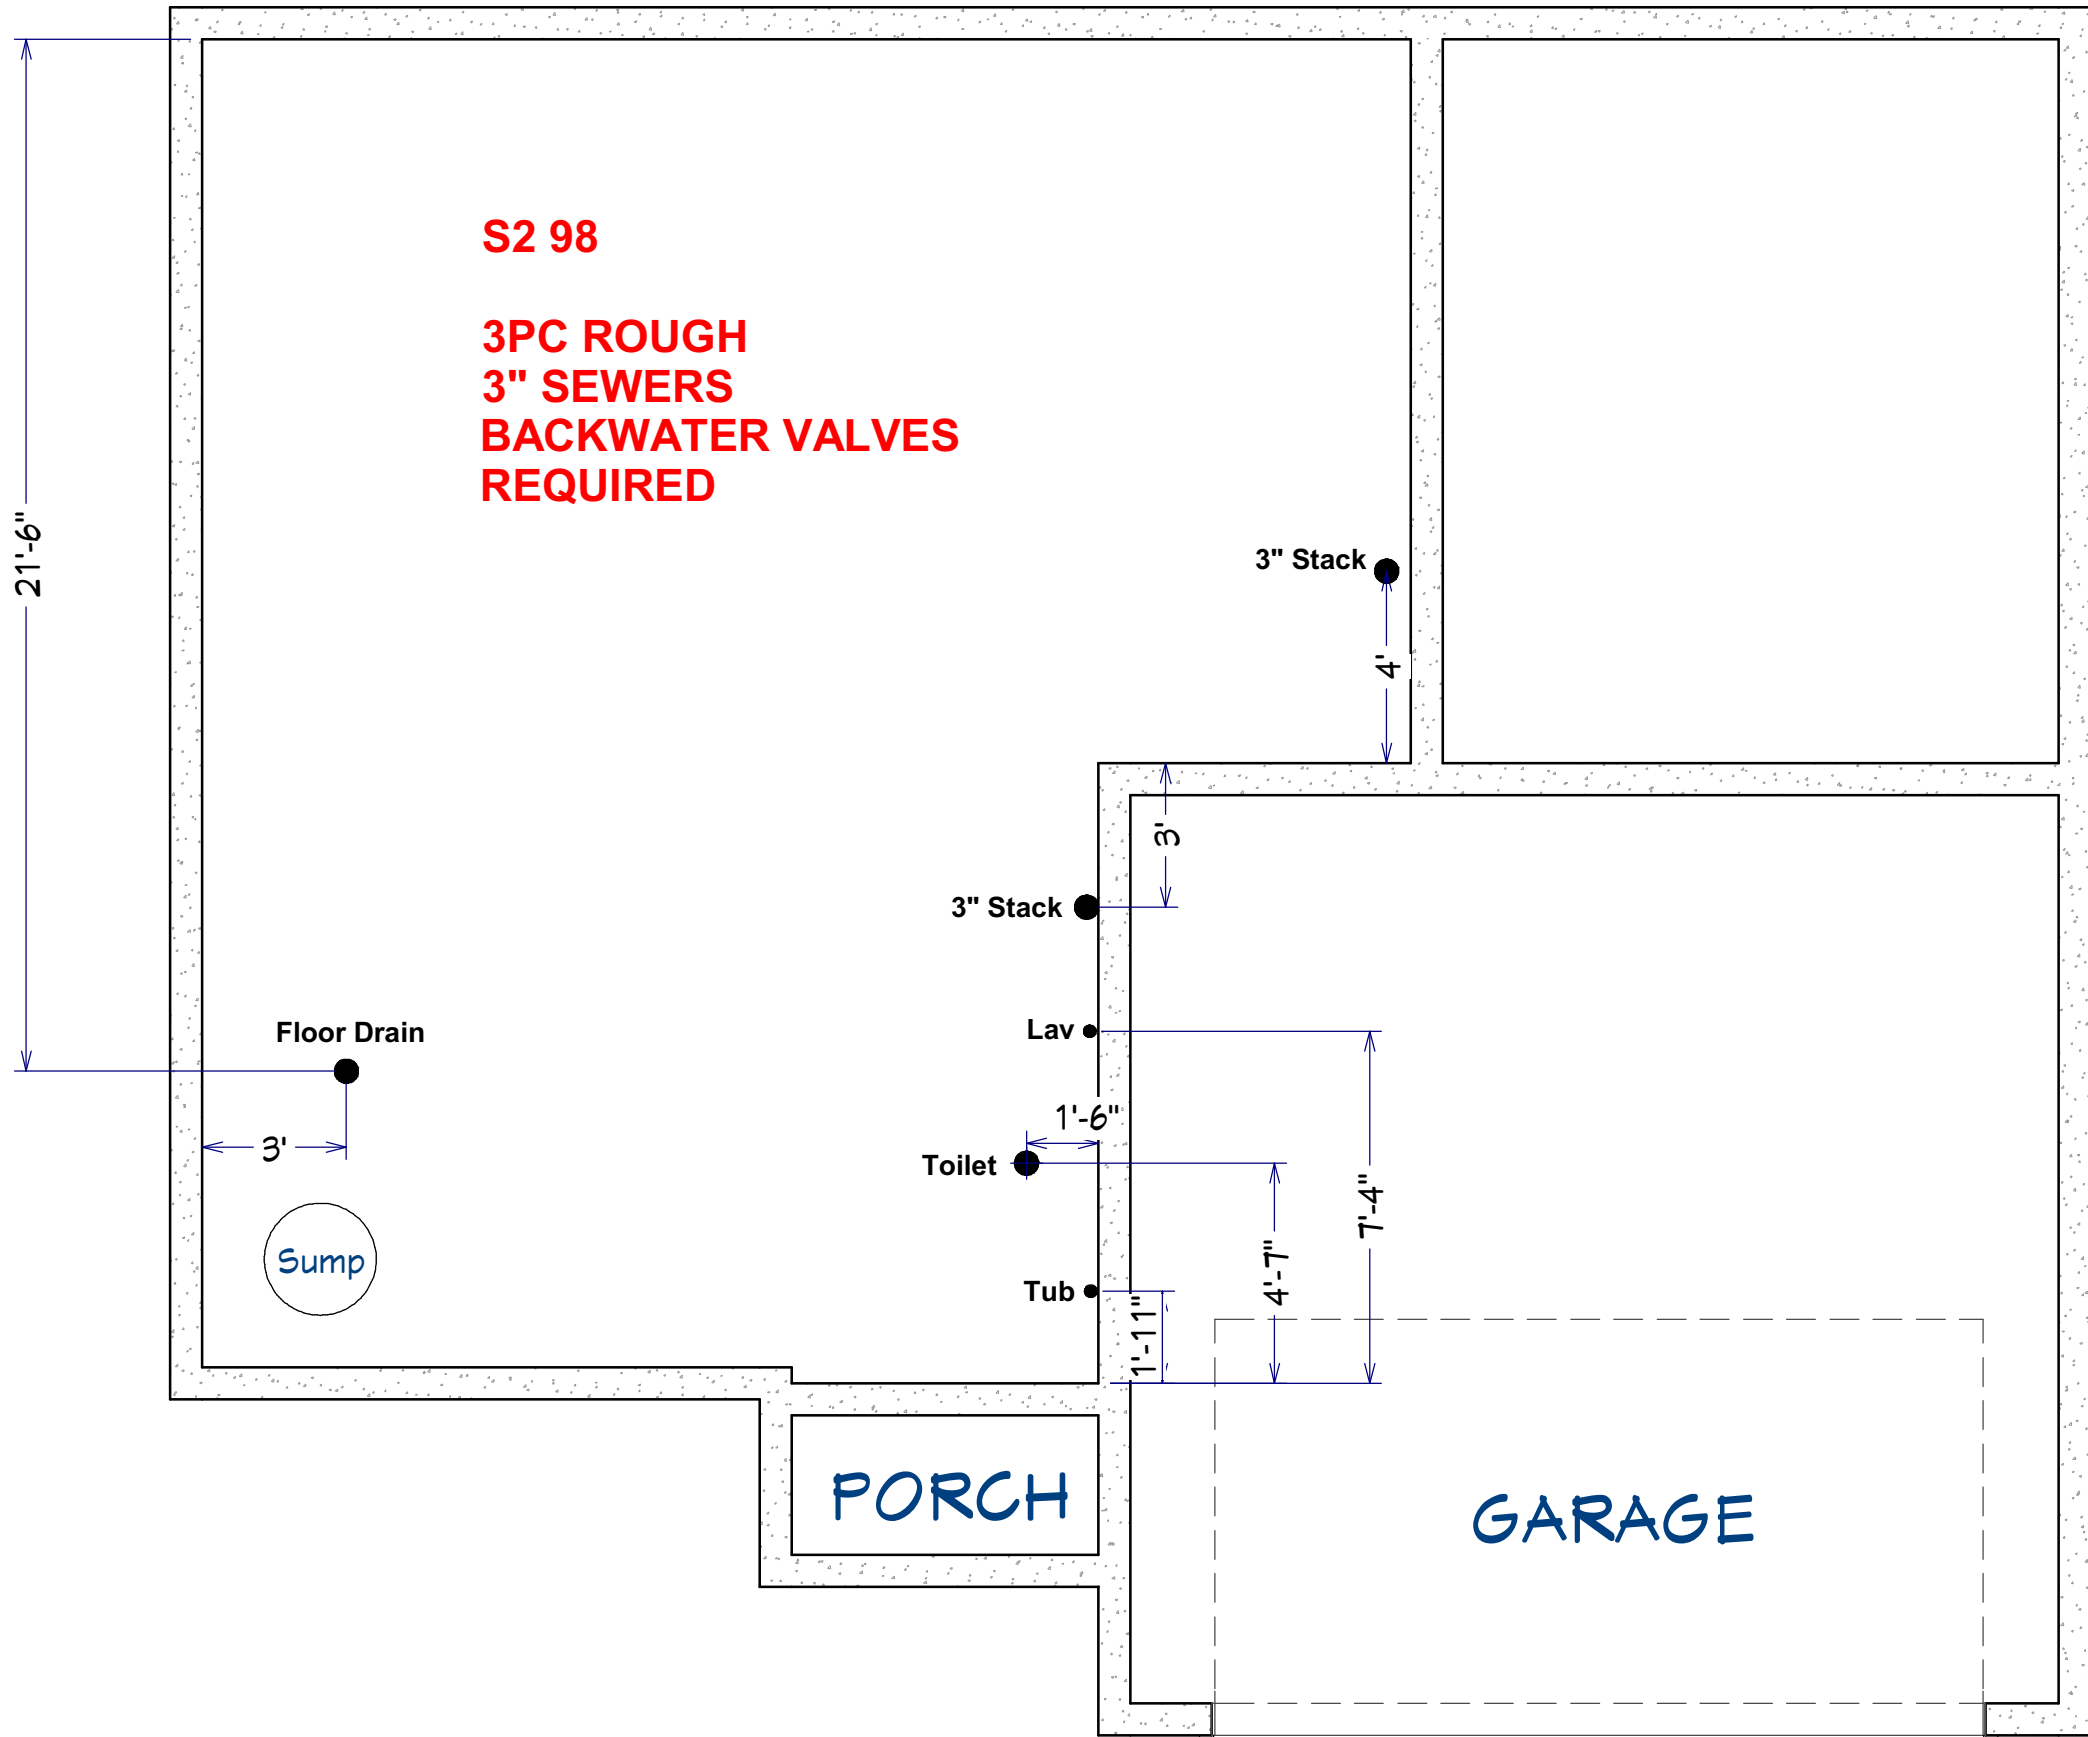 S2 98
3PC ROUGH
3" SEWERS
BACKWATER VALVES
REQUIRED
21'-6"
3" Stack
4'
3'
3" Stack
Floor Drain
Lav
1'-6"
3'
Toilet
7'-4"
4'-7"
Sump
Tub
1'-11"
PORCH
GARAGE